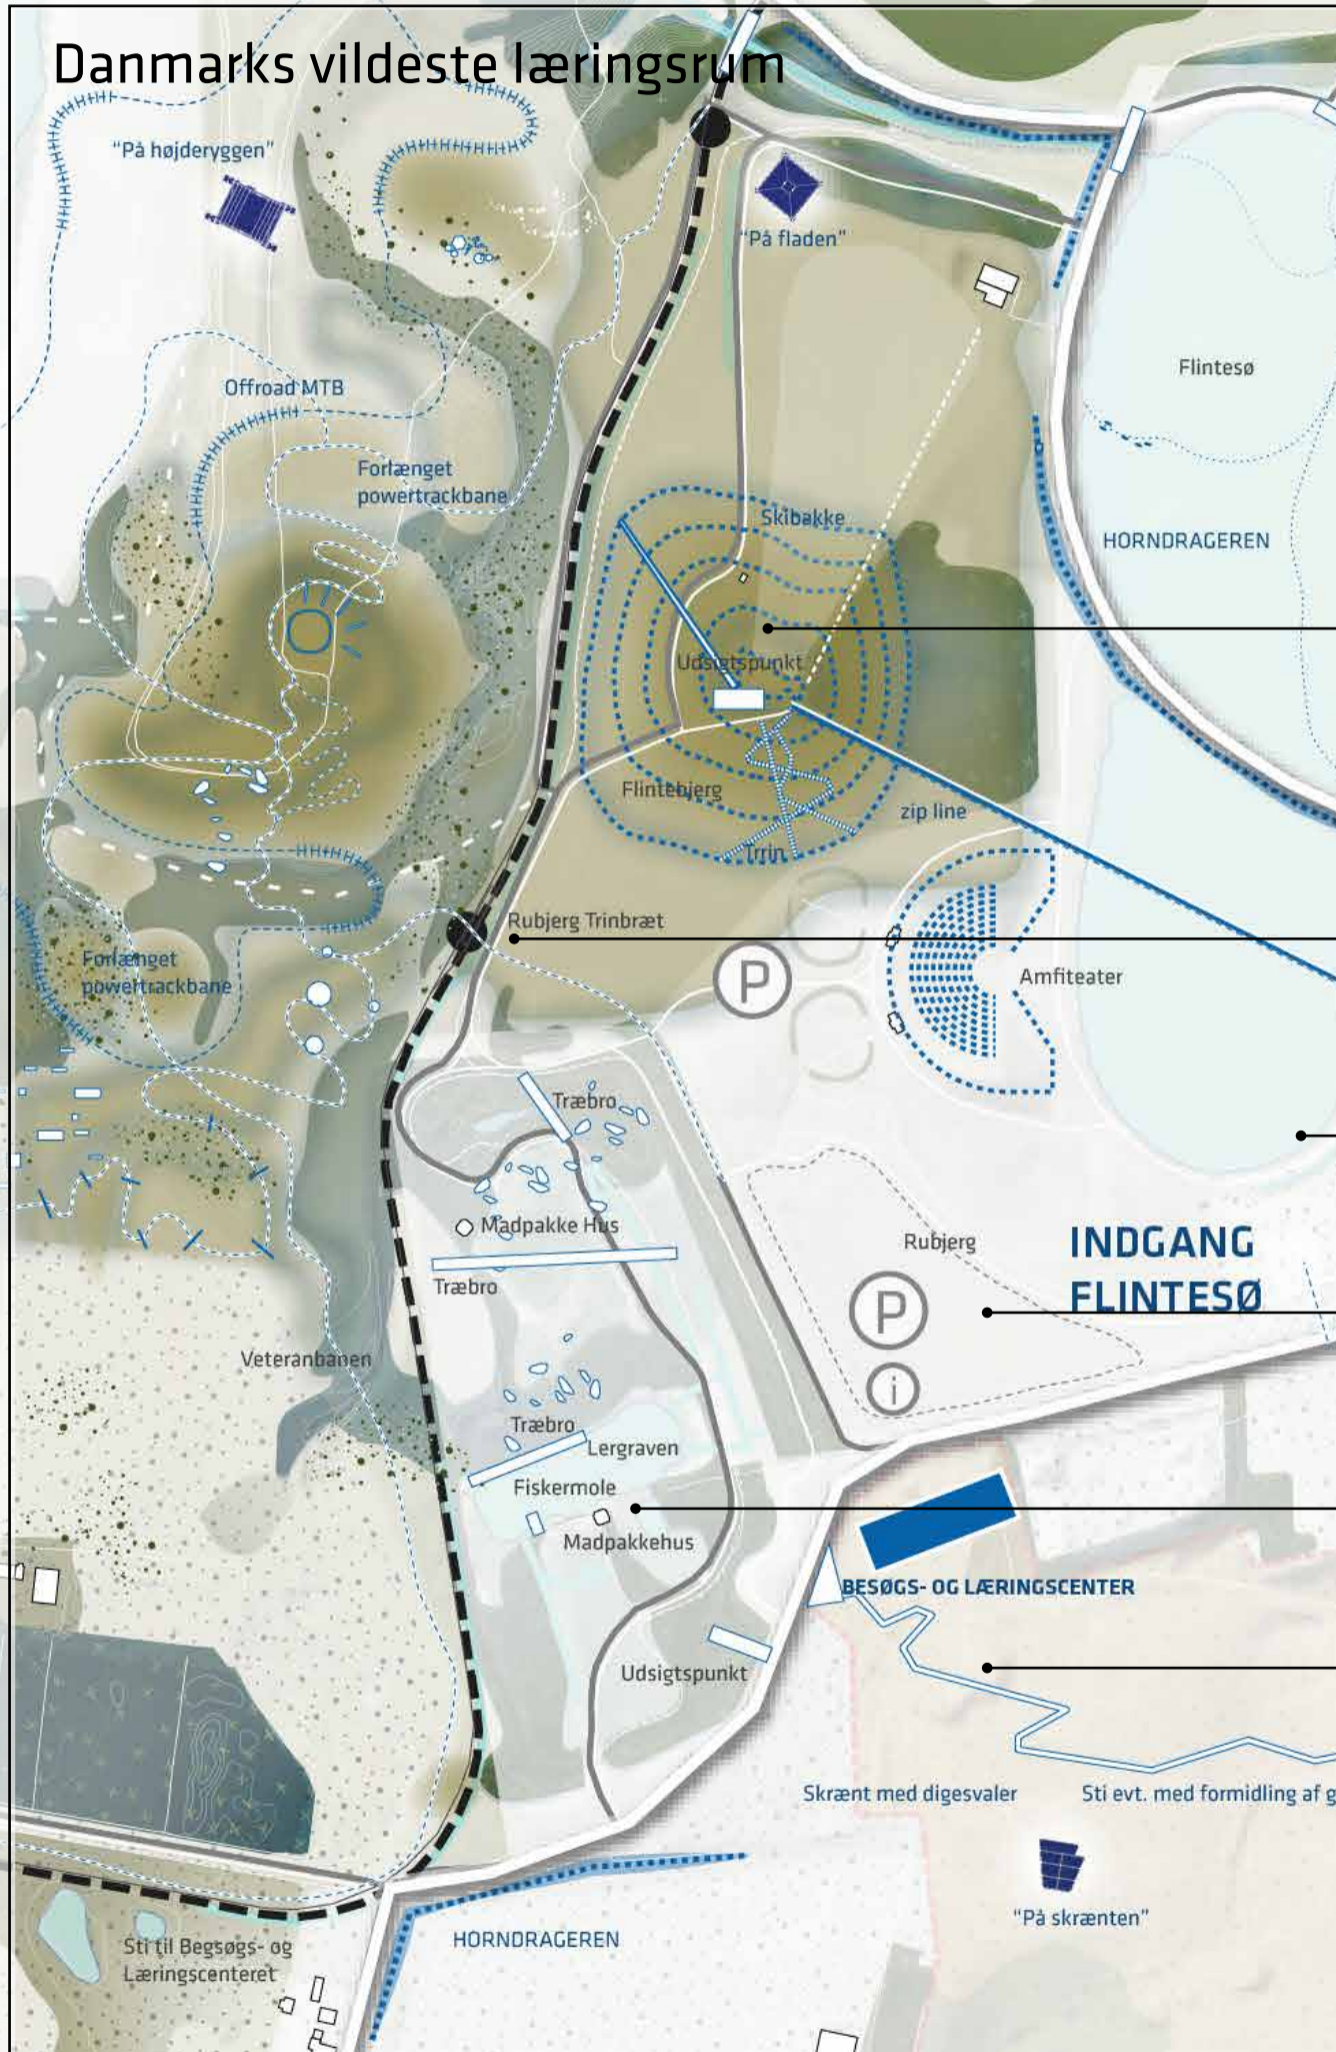 Danmarks vildeste læringsrum
"På højderyggen"
"På fladen"
Flintesø
Offroad MTB
Forlænget
powertrackbane
Skibakke
HORNDRAGEREN
Udsigtspunkt
Flintebjerg
zip line
Trrin
Rubjerg Trinbræt
Forlænget
powertrackbane
P
Amfiteater
Træbro
Madpakke Hus
Træbro
Rubjerg
INDGANG
FLINTESØ
P
i
Veteranbanen
Træbro
Lergraven
Fiskermole
Madpakkehus
BESØGS- OG LÆRINGSCENTER
Udsigtspunkt
Skrænt med digesvaler
Sti evt. med formidling af g
"På skrænten"
HORNDRAGEREN
Sti til Begsøgs- og
Læringscenteret